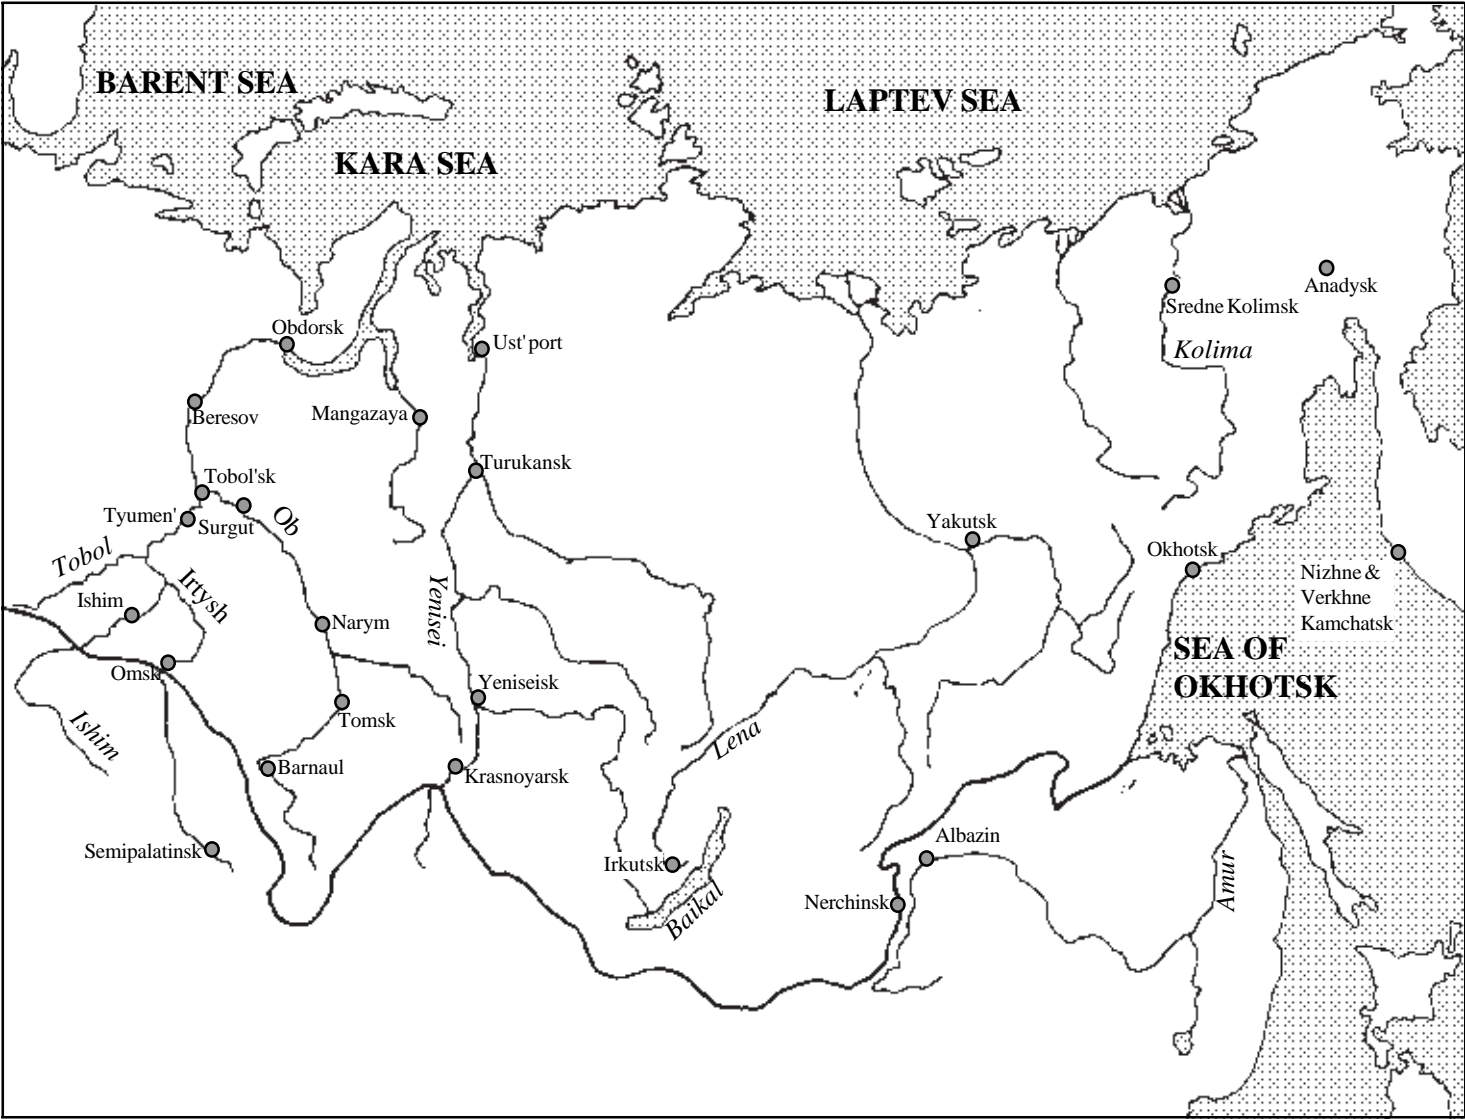 BARENT SEA
LAPTEV SEA
KARA SEA
Anadysk
Sredne Kolimsk
Obdorsk
Ust' port
Kolima
Beresov
Mangazaya
Turukansk
Tobol'sk
Tyumen'
Surgut
Ob
Yakutsk
Okhotsk
Tobol
Nizhne &
Verkhne
Kamchatsk
Irtysh
Yenisei
Ishim
Narym
SEA OF
OKHOTSK
Omsk
Yeniseisk
Tomsk
Ishim
Lena
Barnaul
Krasnoyarsk
Albazin
Semipalatinsk
Irkutsk
Amur
Nerchinsk
Baikal